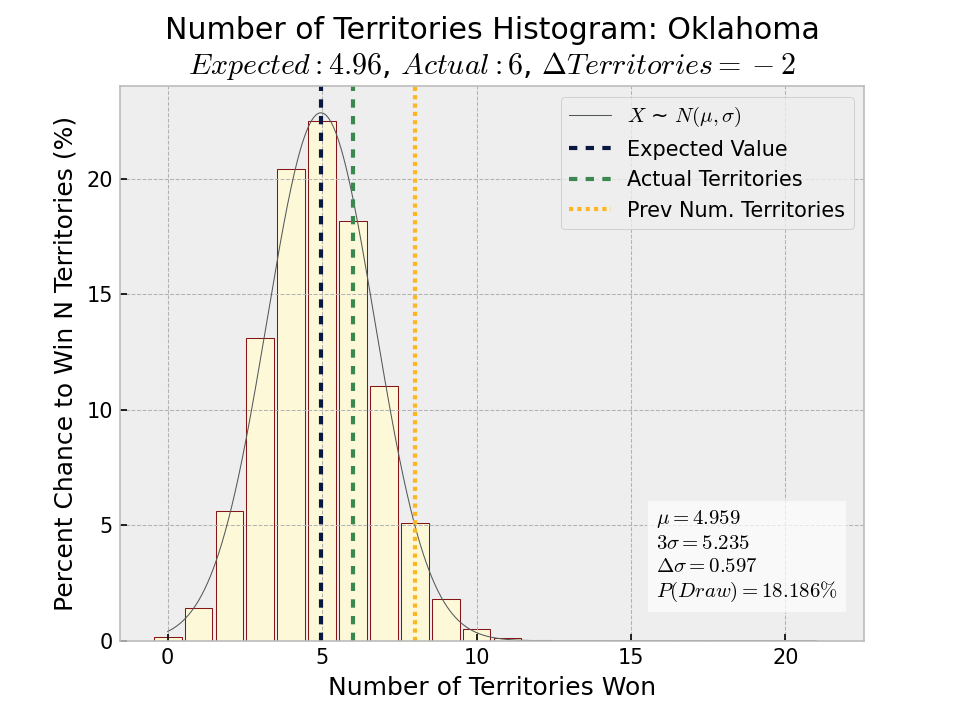 Number of Territories Histogram: Oklahoma
Expected: 4.96, Actual: 6, ΔTerritories = −2
X ~ N(μ, σ)
Expected Value
Actual Territories
Prev Num. Territories
Percent Chance to Win N Territories (%)
20
15
10
5
0
μ = 4.959
3σ = 5.235
Δσ = 0.597
P(Draw) = 18.186%
0 5 10 15 20
Number of Territories Won